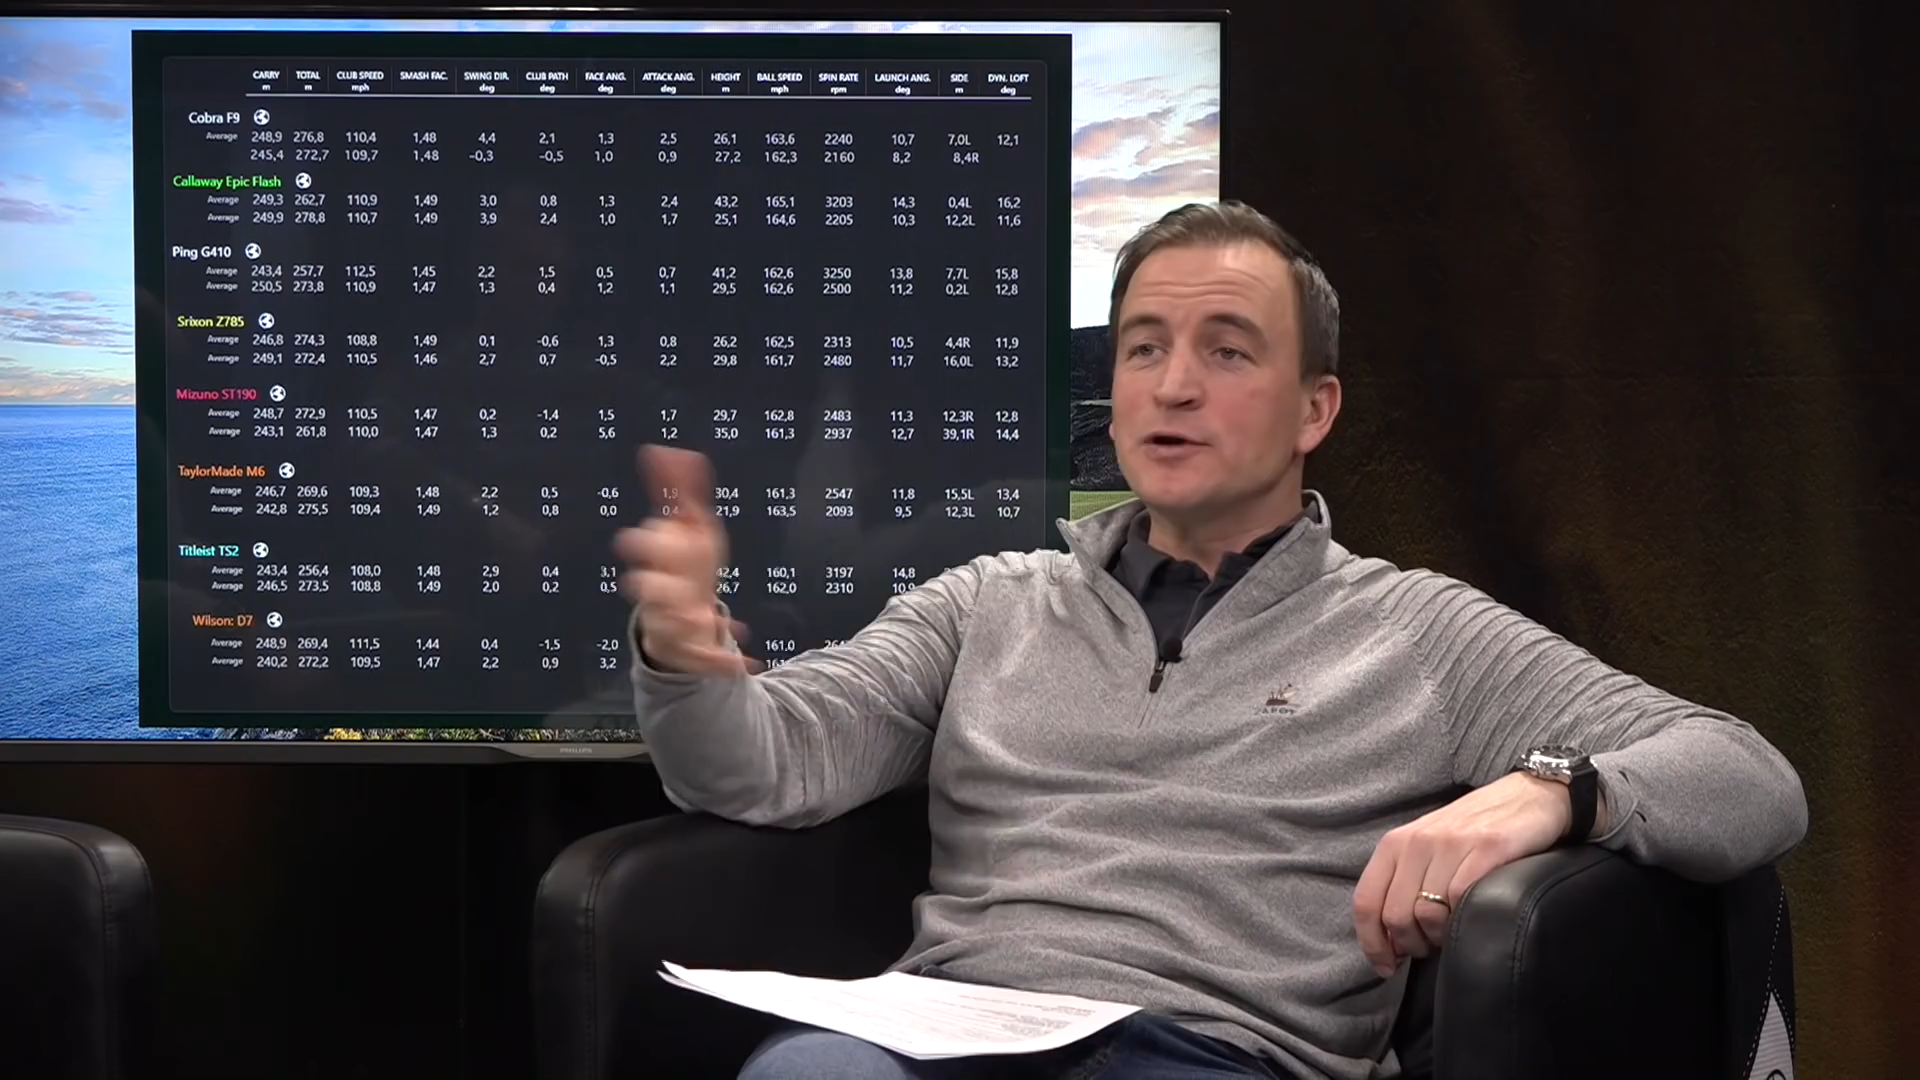 CARRY TOTAL CLUB SPEED SMASH FAC. SWING DIR. CLUB PATH FACE ANG. ATTACK ANG. HEIGHT BALL SPEED SPIN RATE LAUNCH ANG. SIDE DYN. LOFT
m m mph deg deg deg deg m mph rpm deg m deg
Cobra F9
Average 248,9 276,8 110,4 1,48 4,4 2,1 1,3 2,5 26,1 163,6 2240 10,7 7,0L 12,1
245,4 272,7 109,7 1,48 -0,3 -0,5 1,0 0,9 27,2 162,3 2160 8,2 8,4R
Callaway Epic Flash
Average 249,3 262,7 110,9 1,49 3,0 0,8 1,3 2,4 43,2 165,1 3203 14,3 0,4L 16,2
Average 249,9 278,8 110,7 1,49 3,9 2,4 1,0 1,7 25,1 164,6 2205 10,3 12,2L 11,6
Ping G410
Average 243,4 257,7 112,5 1,45 2,2 1,5 0,5 0,7 41,2 162,6 3250 13,8 7,7L 15,8
Average 250,5 273,8 110,9 1,47 1,3 0,4 1,2 1,1 29,5 162,6 2500 11,2 0,2L 12,8
Srixon Z785
Average 246,8 274,3 108,8 1,49 0,1 -0,6 1,3 0,8 26,2 162,5 2313 10,5 4,4R 11,9
Average 249,1 272,4 110,5 1,46 2,7 0,7 -0,5 2,2 29,8 161,7 2480 11,7 16,0L 13,2
Mizuno ST190
Average 248,7 272,9 110,5 1,47 0,2 -1,4 1,5 1,7 29,7 162,8 2483 11,3 12,3R 12,8
Average 243,1 261,8 110,0 1,47 1,3 0,2 5,6 1,2 35,0 161,3 2937 12,7 39,1R 14,4
TaylorMade M6
Average 246,7 269,6 109,3 1,48 2,2 0,5 -0,6 1,9 30,4 161,3 2547 11,8 15,5L 13,4
Average 242,8 275,5 109,4 1,49 1,2 0,8 0,0 0,4 21,9 163,5 2093 9,5 12,3L 10,7
Titleist TS2
Average 243,4 256,4 108,0 1,48 2,9 0,4 3,1 42,4 160,1 3197 14,8
Average 246,5 273,5 108,8 1,49 2,0 0,2 0,5 26,7 162,0 2310 10,9
Wilson: D7
Average 248,9 269,4 111,5 1,44 0,4 -1,5 -2,0 161,0
Average 240,2 272,2 109,5 1,47 2,2 0,9 3,2
PHILIPS